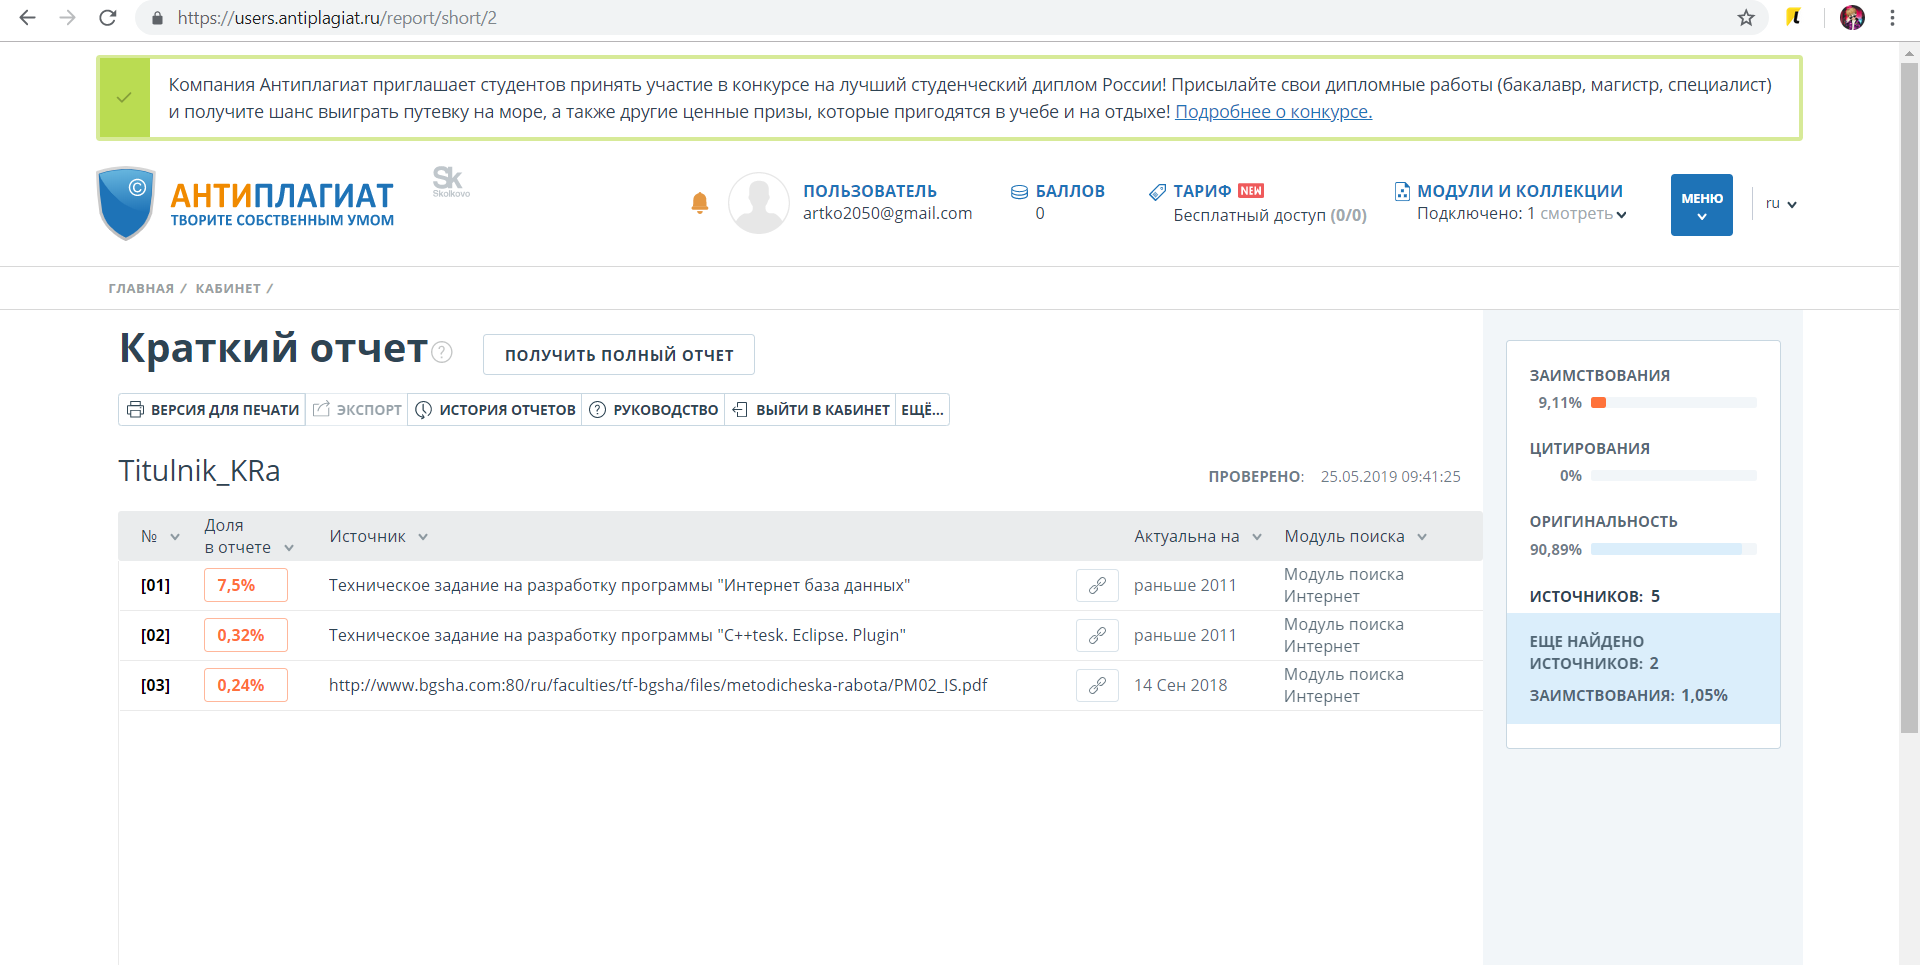 https://users.antiplagiat.ru/report/short/2
Компания Антиплагиат приглашает студентов принять участие в конкурсе на лучший студенческий диплом России! Присылайте свои дипломные работы (бакалавр, магистр, специалист)
и получите шанс выиграть путевку на море, а также другие ценные призы, которые пригодятся в учебе и на отдыхе! Подробнее о конкурсе.
©
АНТИПЛАГИАТ
ТВОРИТЕ СОБСТВЕННЫМ УМОМ
Sk
Skolkovo
ПОЛЬЗОВАТЕЛЬ
artko2050@gmail.com
БАЛЛОВ
0
ТАРИФ NEW
Бесплатный доступ (0/0)
МОДУЛИ И КОЛЛЕКЦИИ
Подключено: 1 смотреть
МЕНЮ
ru
ГЛАВНАЯ / КАБИНЕТ /
Краткий отчет ?
ПОЛУЧИТЬ ПОЛНЫЙ ОТЧЕТ
ВЕРСИЯ ДЛЯ ПЕЧАТИ ЭКСПОРТ ИСТОРИЯ ОТЧЕТОВ ? РУКОВОДСТВО ВЫЙТИ В КАБИНЕТ ЕЩЁ...
Titulnik_KRa
ПРОВЕРЕНО: 25.05.2019 09:41:25
№ Доля в отчете Источник Актуальна на Модуль поиска
[01] 7,5% Техническое задание на разработку программы "Интернет база данных" раньше 2011 Модуль поиска Интернет
[02] 0,32% Техническое задание на разработку программы "C++tesk. Eclipse. Plugin" раньше 2011 Модуль поиска Интернет
[03] 0,24% http://www.bgsha.com:80/ru/faculties/tf-bgsha/files/metodicheska-rabota/PM02_IS.pdf 14 Сен 2018 Модуль поиска Интернет
ЗАИМСТВОВАНИЯ
9,11%
ЦИТИРОВАНИЯ
0%
ОРИГИНАЛЬНОСТЬ
90,89%
ИСТОЧНИКОВ: 5
ЕЩЕ НАЙДЕНО
ИСТОЧНИКОВ: 2
ЗАИМСТВОВАНИЯ: 1,05%